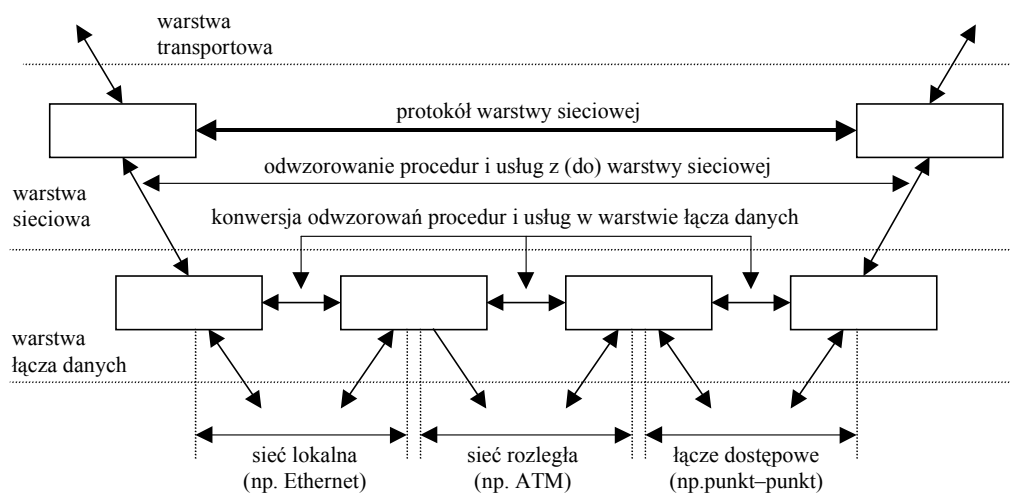 warstwa
transportowa
protokół warstwy sieciowej
odwzorowanie procedur i usług z (do) warstwy sieciowej
warstwa
sieciowa
konwersja odwzorowań procedur i usług w warstwie łącza danych
warstwa
łącza danych
sieć lokalna
(np. Ethernet)
sieć rozległa
(np. ATM)
łącze dostępowe
(np.punkt–punkt)